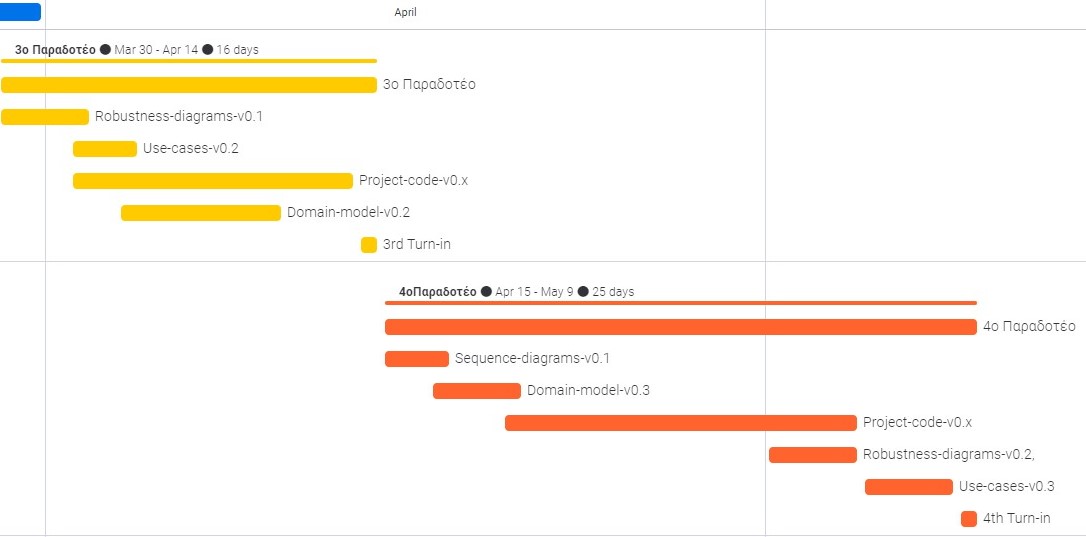 April
3ο Παραδοτέο ● Mar 30 - Apr 14 ● 16 days
3ο Παραδοτέο
Robustness-diagrams-v0.1
Use-cases-v0.2
Project-code-v0.x
Domain-model-v0.2
3rd Turn-in
4οΠαραδοτέο ● Apr 15 - May 9 ● 25 days
4ο Παραδοτέο
Sequence-diagrams-v0.1
Domain-model-v0.3
Project-code-v0.x
Robustness-diagrams-v0.2,
Use-cases-v0.3
4th Turn-in